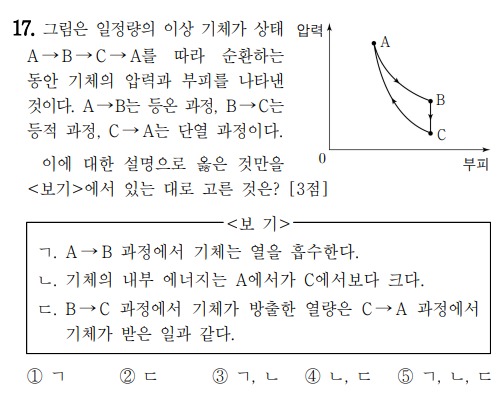 17. 그림은 일정량의 이상 기체가 상태
A→B→C→A를 따라 순환하는
동안 기체의 압력과 부피를 나타낸
것이다. A→B는 등온 과정, B→C는
등적 과정, C→A는 단열 과정이다.
이에 대한 설명으로 옳은 것만을
<보기>에서 있는 대로 고른 것은? [3점]
압력
A
B
C
0
부피
<보 기>
ㄱ. A→B 과정에서 기체는 열을 흡수한다.
ㄴ. 기체의 내부 에너지는 A에서가 C에서보다 크다.
ㄷ. B→C 과정에서 기체가 방출한 열량은 C→A 과정에서
기체가 받은 일과 같다.
① ㄱ ② ㄷ ③ ㄱ, ㄴ ④ ㄴ, ㄷ ⑤ ㄱ, ㄴ, ㄷ